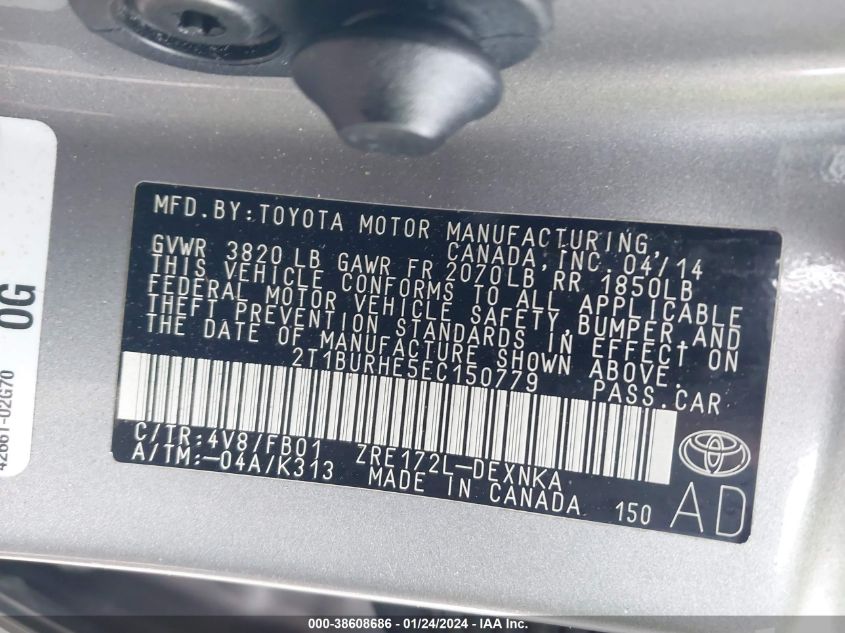 MFD.BY:TOYOTA MOTOR MANUFACTURING
CANADA, INC. 04/14
GVWR 3820 LB GAWR FR 2070LB RR 1850LB
THIS VEHICLE CONFORMS TO ALL APPLICABLE
FEDERAL MOTOR VEHICLE SAFETY,BUMPER,AND
THEFT PREVENTION STANDARDS IN EFFECT ON
THE DATE OF MANUFACTURE SHOWN ABOVE.
2T1BURHE5EC150779 PASS.CAR
C/TR:4V8/FB01 ZRE172L-DEXNKA
A/TM:-04A/K313 MADE IN CANADA 150 AD
0G
42661-02G70
000-38608686 - 01/24/2024 - IAA Inc.